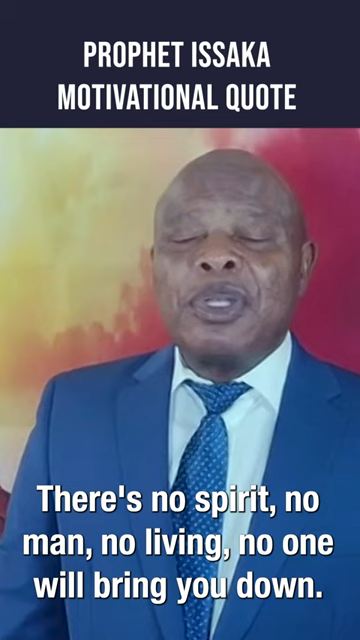 PROPHET ISSAKA
MOTIVATIONAL QUOTE
There's no spirit, no
man, no living, no one
will bring you down.